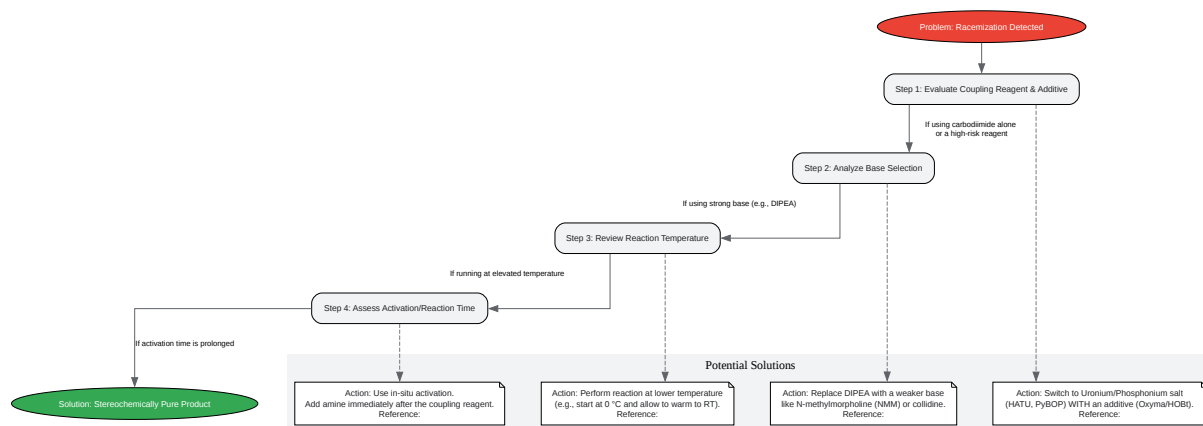 Problem: Racemization Detected
Step 1: Evaluate Coupling Reagent & Additive
If using carbodiimide alone
or a high-risk reagent
Step 2: Analyze Base Selection
If using strong base (e.g., DIPEA)
Step 3: Review Reaction Temperature
If running at elevated temperature
Step 4: Assess Activation/Reaction Time
If activation time is prolonged
Solution: Stereochemically Pure Product
Potential Solutions
Action: Use in-situ activation.
Add amine immediately after the coupling reagent.
Reference:
Action: Perform reaction at lower temperature
(e.g., start at 0 °C and allow to warm to RT).
Reference:
Action: Replace DIPEA with a weaker base
like N-methylmorpholine (NMM) or collidine.
Reference:
Action: Switch to Uronium/Phosphonium salt
(HATU, PyBOP) WITH an additive (Oxyma/HOBt).
Reference: